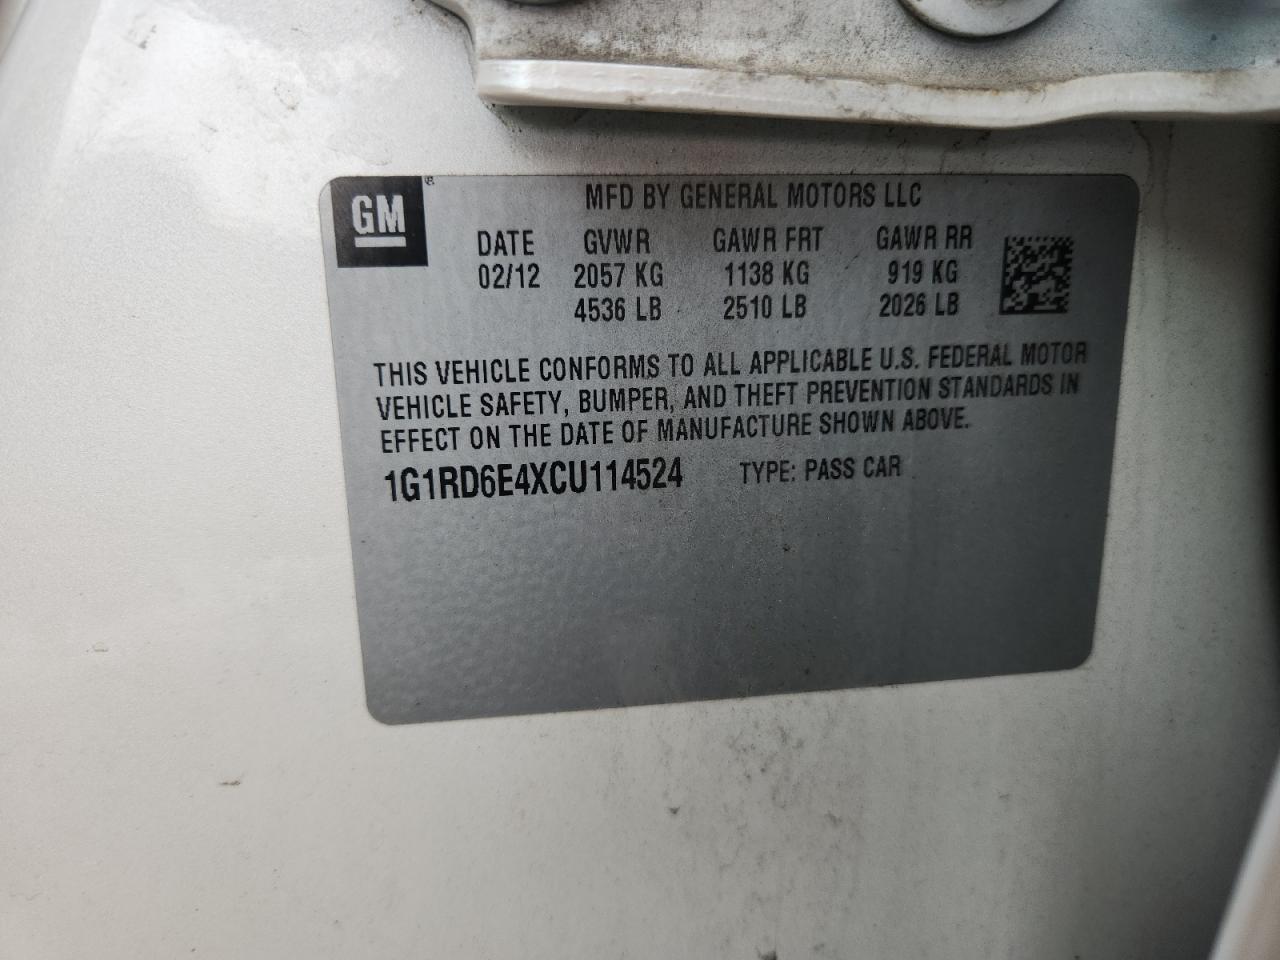 GM®
MFD BY GENERAL MOTORS LLC
DATE GVWR GAWR FRT GAWR RR
02/12 2057 KG 1138 KG 919 KG
4536 LB 2510 LB 2026 LB
THIS VEHICLE CONFORMS TO ALL APPLICABLE U.S. FEDERAL MOTOR
VEHICLE SAFETY, BUMPER, AND THEFT PREVENTION STANDARDS IN
EFFECT ON THE DATE OF MANUFACTURE SHOWN ABOVE.
1G1RD6E4XCU114524 TYPE: PASS CAR